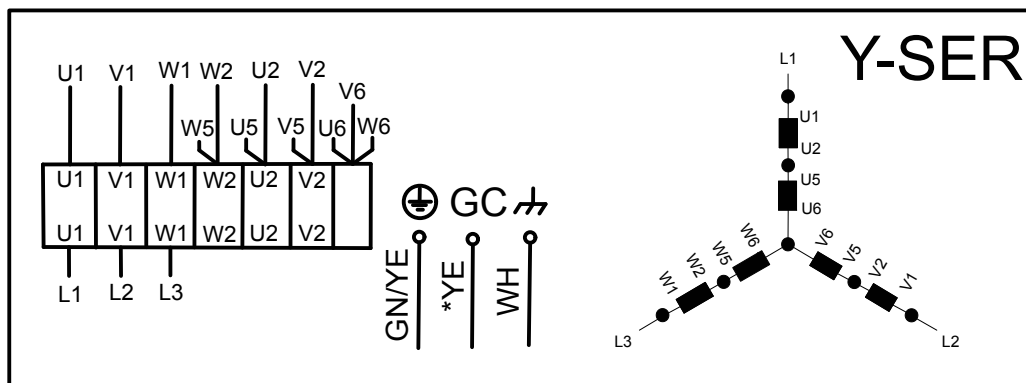 Y-SER
U1 V1 W1 W2 U2 V2 V6
W5 U5 V5 U6 W6
U1 V1 W1 W2 U2 V2
U1 V1 W1 W2 U2 V2
L1 L2 L3
GC
GN/YE *YE WH
L1
U1
U2
U5
U6
W6 W5 W2 W1
V6 V5 V2 V1
L3 L2